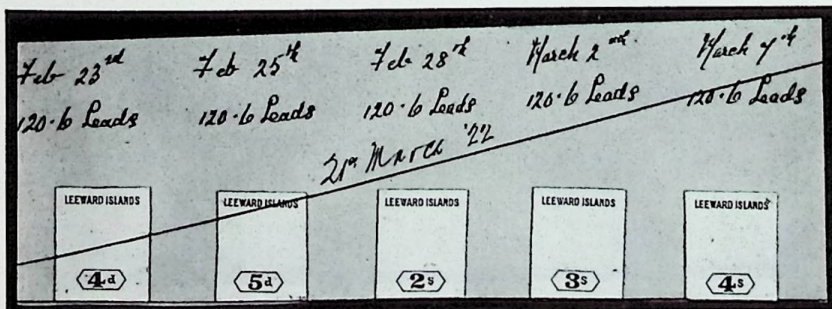 Feb 23rd Feb 25th Feb 28th March 2nd March 7th
120·6 Leads 120·6 Leads 120·6 Leads 120·6 Leads 120·6 Leads
21st March '22
LEEWARD ISLANDS LEEWARD ISLANDS LEEWARD ISLANDS LEEWARD ISLANDS LEEWARD ISLANDS
4d 5d 2s 3s 4s